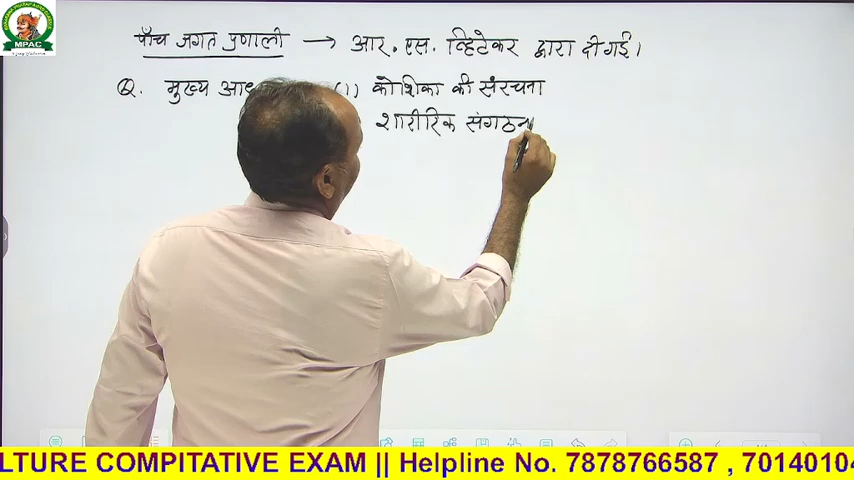 MPAC
पाँच जगत प्रणाली → आर. एस. व्हिटेकर द्वारा दी गई।
Q. मुख्य आध (1) कोशिका की संरचना
शारीरिक संगठन
LTURE COMPITATIVE EXAM || Helpline No. 7878766587 , 70140104